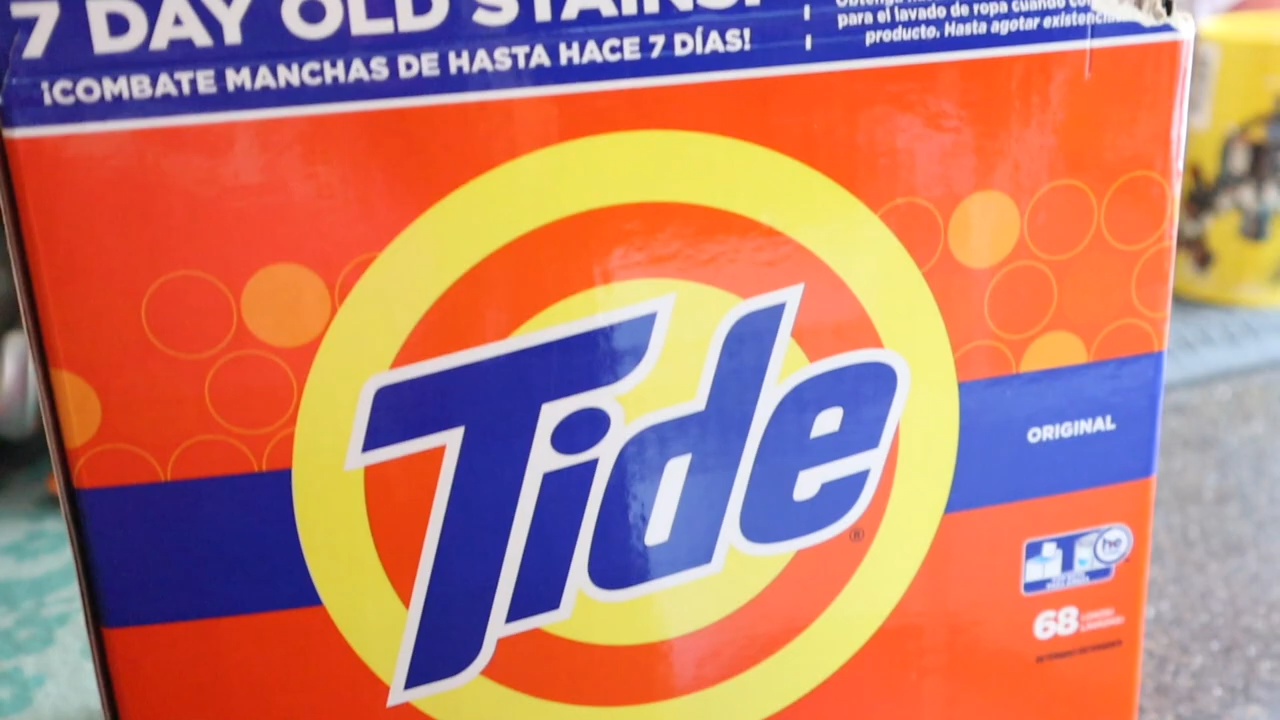 7 DAY OLD STAINS!
¡COMBATE MANCHAS DE HASTA HACE 7 DÍAS!
para el lavado de ropa cuando
producto. Hasta agotar
Tide
®
ORIGINAL
he
68